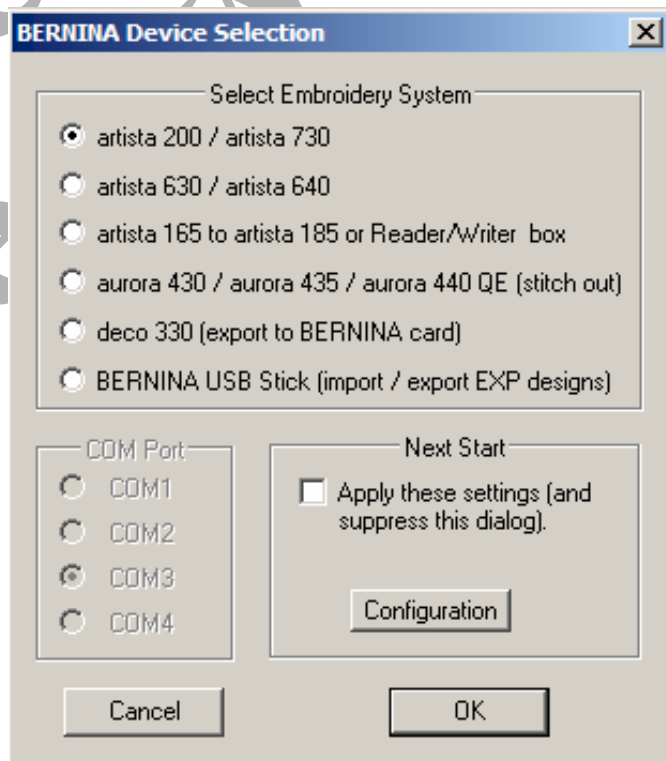 BERNINA Device Selection
Select Embroidery System
artista 200 / artista 730
artista 630 / artista 640
artista 165 to artista 185 or Reader/Writer box
aurora 430 / aurora 435 / aurora 440 QE (stitch out)
deco 330 (export to BERNINA card)
BERNINA USB Stick (import / export EXP designs)
COM Port
COM1
COM2
COM3
COM4
Next Start
Apply these settings (and
suppress this dialog).
Configuration
Cancel
OK